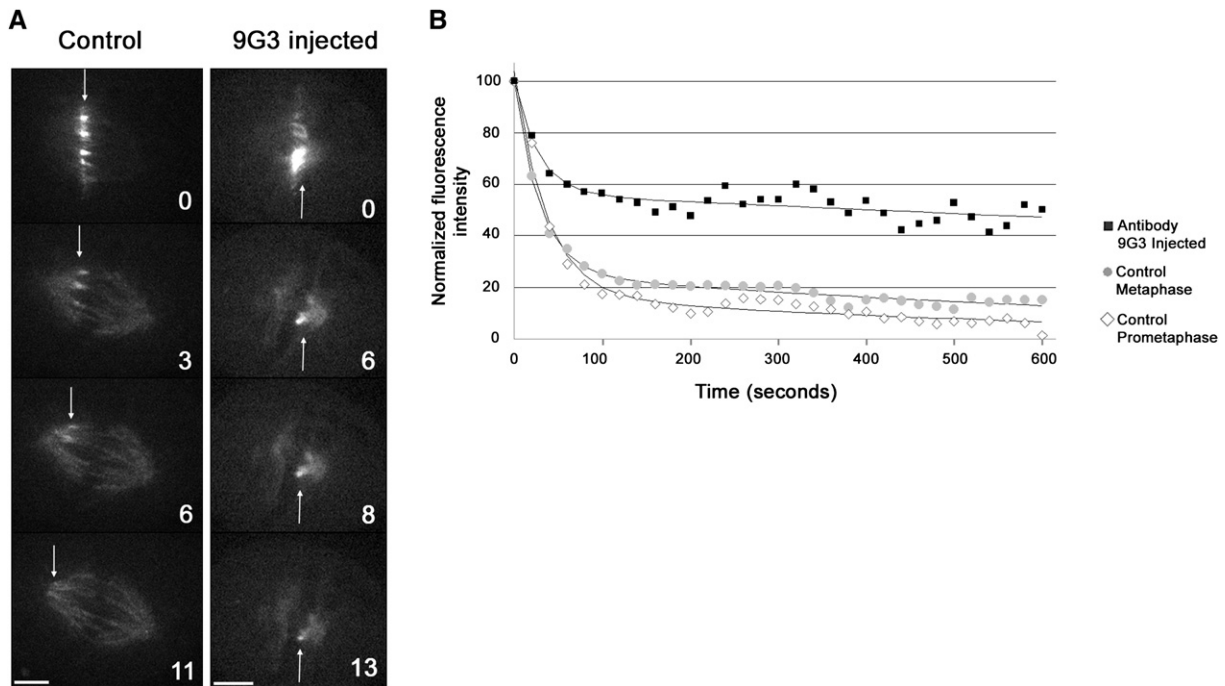 A
Control
9G3 injected
0
0
3
6
6
8
11
13
B
Normalized fluorescence
intensity
100
80
60
40
20
0
0
100
200
300
400
500
600
Time (seconds)
Antibody
9G3 Injected
Control
Metaphase
Control
Prometaphase